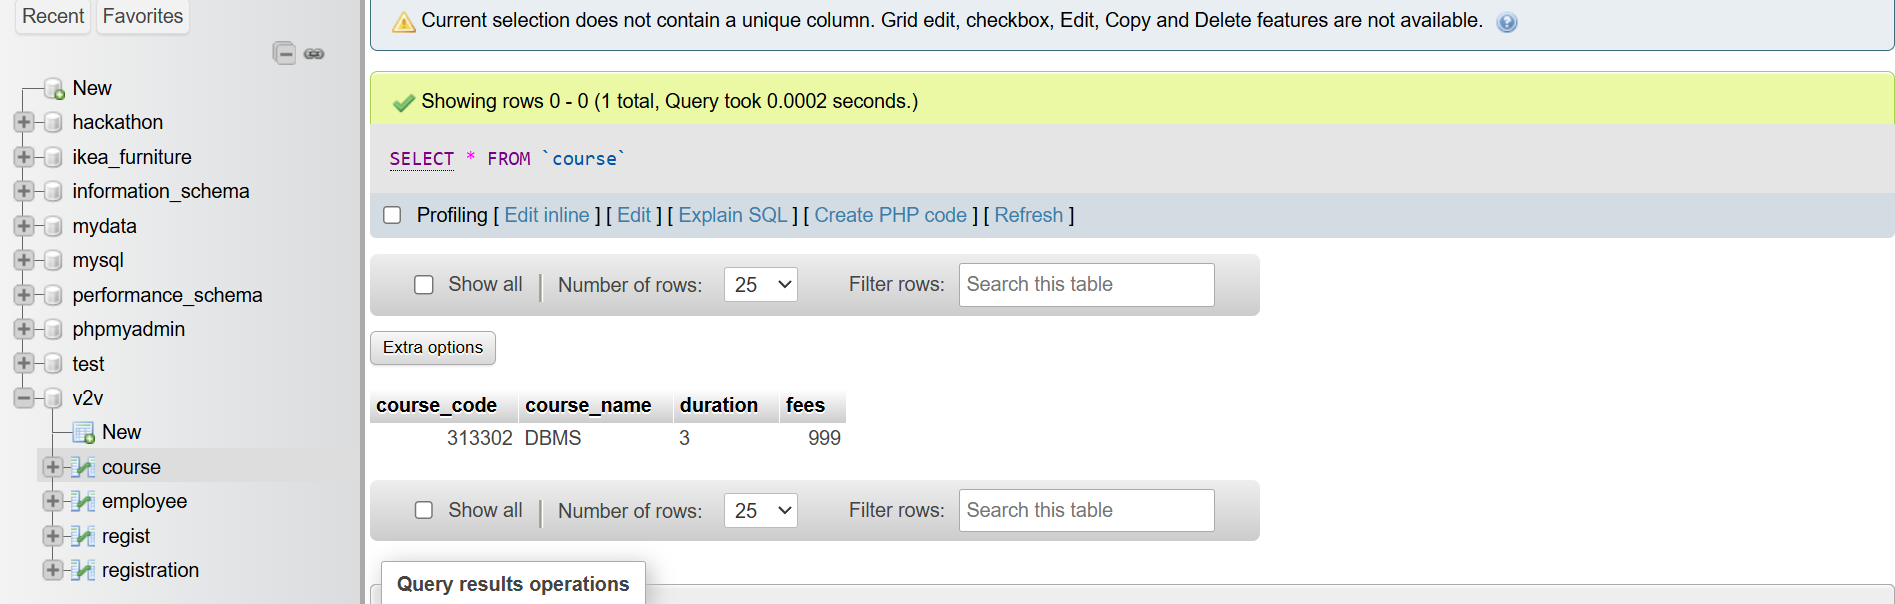 Recent Favorites
New
hackathon
ikea_furniture
information_schema
mydata
mysql
performance_schema
phpmyadmin
test
v2v
New
course
employee
regist
registration
Current selection does not contain a unique column. Grid edit, checkbox, Edit, Copy and Delete features are not available.
Showing rows 0 - 0 (1 total, Query took 0.0002 seconds.)
SELECT * FROM `course`
Profiling [ Edit inline ] [ Edit ] [ Explain SQL ] [ Create PHP code ] [ Refresh ]
Show all Number of rows: 25 Filter rows: Search this table
Extra options
course_code course_name duration fees
313302 DBMS 3 999
Show all Number of rows: 25 Filter rows: Search this table
Query results operations